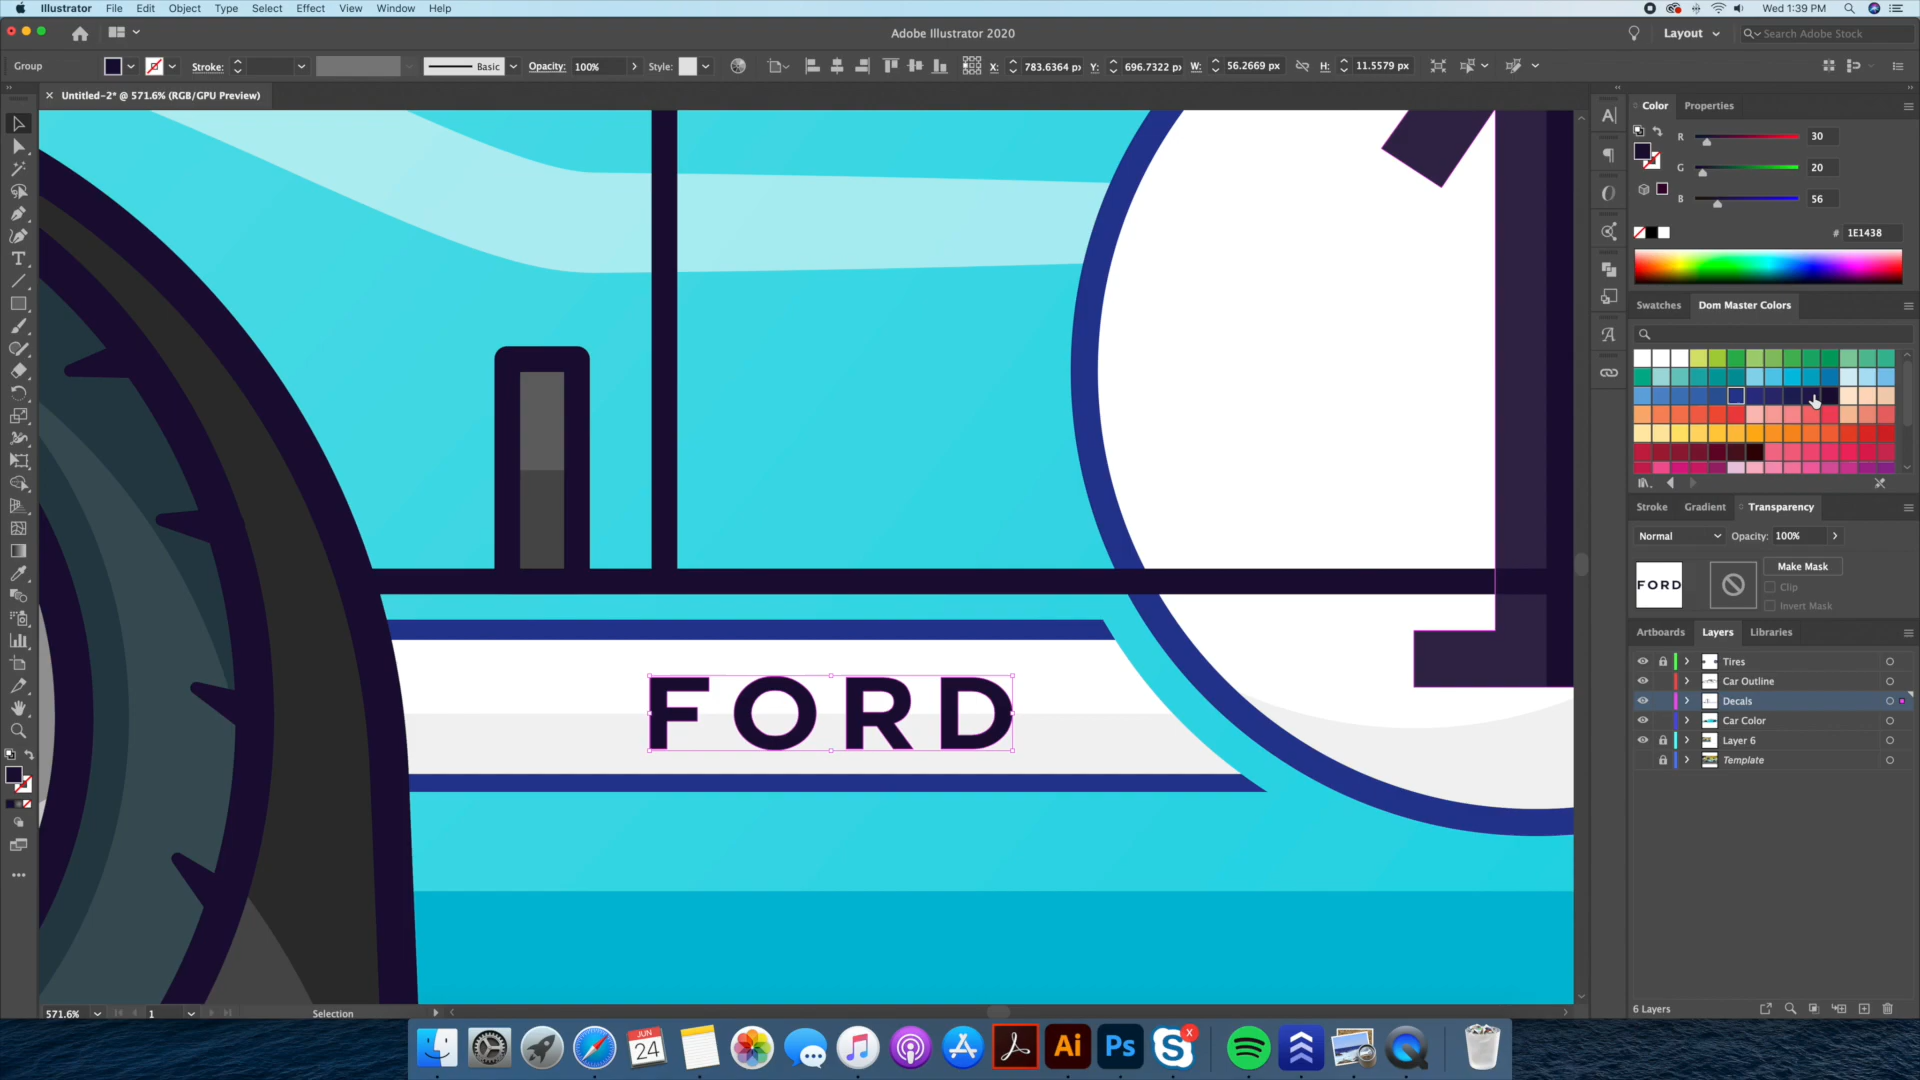 Illustrator File Edit Object Type Select Effect View Window Help Wed 1:39 PM
Adobe Illustrator 2020 Layout Search Adobe Stock
Group Stroke: Basic Opacity: 100% Style: X: 783.6364 px Y: 696.7322 px W: 56.2669 px H: 11.5579 px
Untitled-2* @ 571.6% (RGB/GPU Preview)
Color Properties
R 30
G 20
B 56
# 1E1438
Swatches Dom Master Colors
Stroke Gradient Transparency
Normal Opacity: 100%
FORD
Make Mask
Clip
Invert Mask
Artboards Layers Libraries
Tires
Car Outline
Decals
Car Color
Layer 6
Template
FORD
571.6% 1 Selection
6 Layers
JUN
24
Ai Ps S X